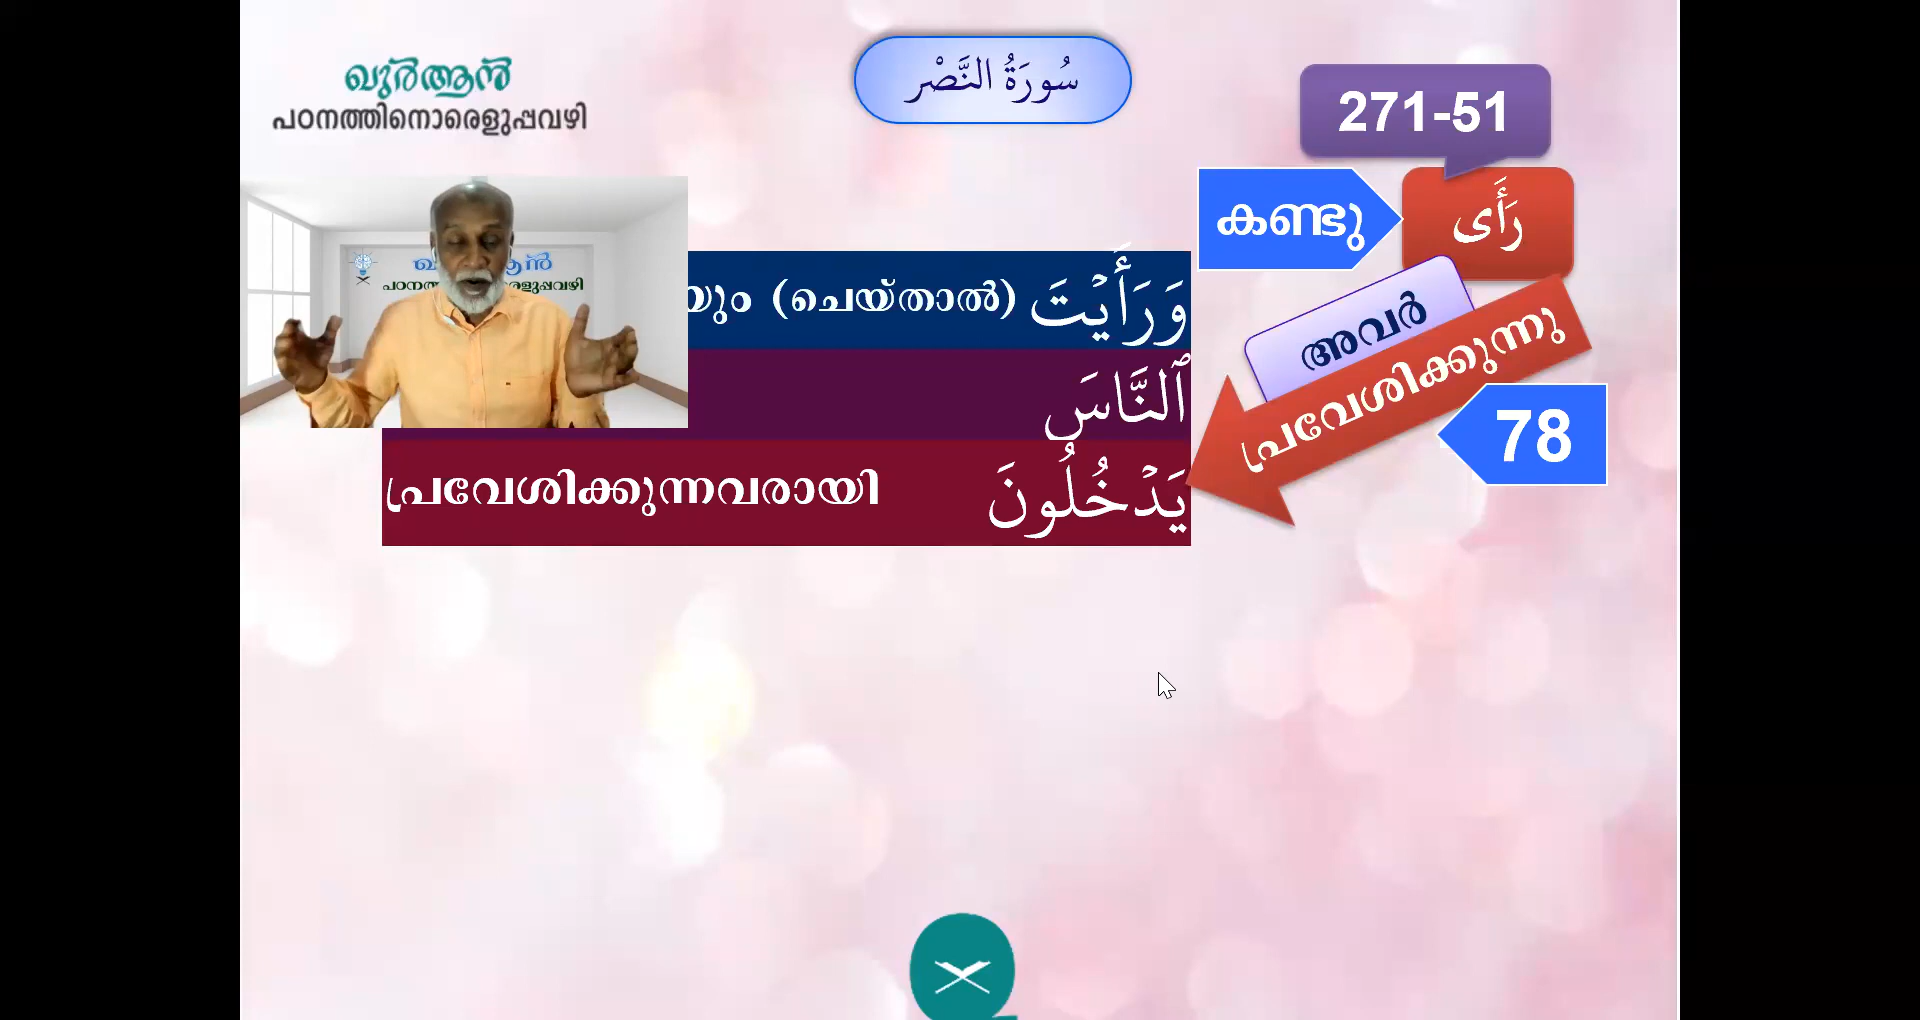 ഖുർആൻ
പഠനത്തിനൊരെളുപ്പവഴി
سُورَةُ النَّصْر
271-51
കണ്ടു
رَأَى
(ചെയ്താൽ) وَرَأَيْتَ
ٱلنَّاسَ
അവർ
പ്രവേശിക്കുന്നു
78
പ്രവേശിക്കുന്നവരായി يَدْخُلُونَ